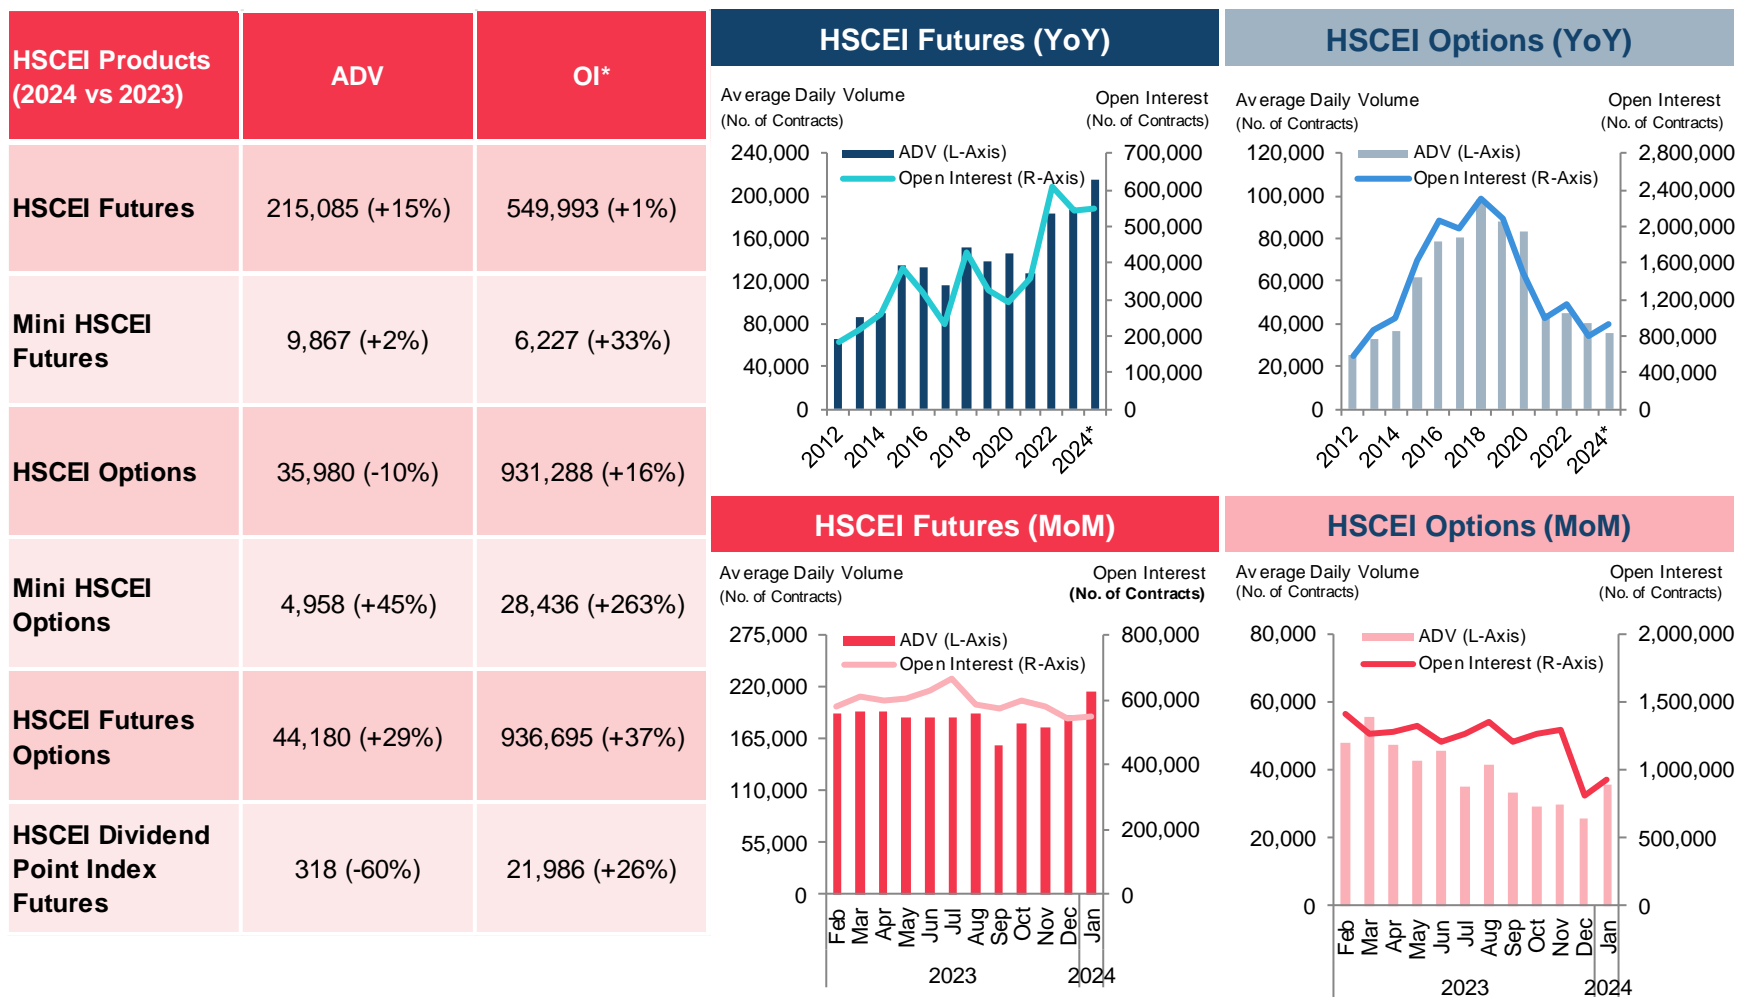 HSCEI Products
(2024 vs 2023)
ADV
OI*
HSCEI Futures
215,085 (+15%)
549,993 (+1%)
Mini HSCEI
Futures
9,867 (+2%)
6,227 (+33%)
HSCEI Options
35,980 (-10%)
931,288 (+16%)
Mini HSCEI
Options
4,958 (+45%)
28,436 (+263%)
HSCEI Futures
Options
44,180 (+29%)
936,695 (+37%)
HSCEI Dividend
Point Index
Futures
318 (-60%)
21,986 (+26%)
HSCEI Futures (YoY)
Average Daily Volume
(No. of Contracts)
Open Interest
(No. of Contracts)
ADV (L-Axis)
Open Interest (R-Axis)
240,000
200,000
160,000
120,000
80,000
40,000
0
700,000
600,000
500,000
400,000
300,000
200,000
100,000
0
2012
2014
2016
2018
2020
2022
2024*
HSCEI Options (YoY)
Average Daily Volume
(No. of Contracts)
Open Interest
(No. of Contracts)
ADV (L-Axis)
Open Interest (R-Axis)
120,000
100,000
80,000
60,000
40,000
20,000
0
2,800,000
2,400,000
2,000,000
1,600,000
1,200,000
800,000
400,000
0
2012
2014
2016
2018
2020
2022
2024*
HSCEI Futures (MoM)
Average Daily Volume
(No. of Contracts)
Open Interest
(No. of Contracts)
ADV (L-Axis)
Open Interest (R-Axis)
275,000
220,000
165,000
110,000
55,000
0
800,000
600,000
400,000
200,000
0
Feb
Mar
Apr
May
Jun
Jul
Aug
Sep
Oct
Nov
Dec
Jan
2023
2024
HSCEI Options (MoM)
Average Daily Volume
(No. of Contracts)
Open Interest
(No. of Contracts)
ADV (L-Axis)
Open Interest (R-Axis)
80,000
60,000
40,000
20,000
0
2,000,000
1,500,000
1,000,000
500,000
0
Feb
Mar
Apr
May
Jun
Jul
Aug
Sep
Oct
Nov
Dec
Jan
2023
2024